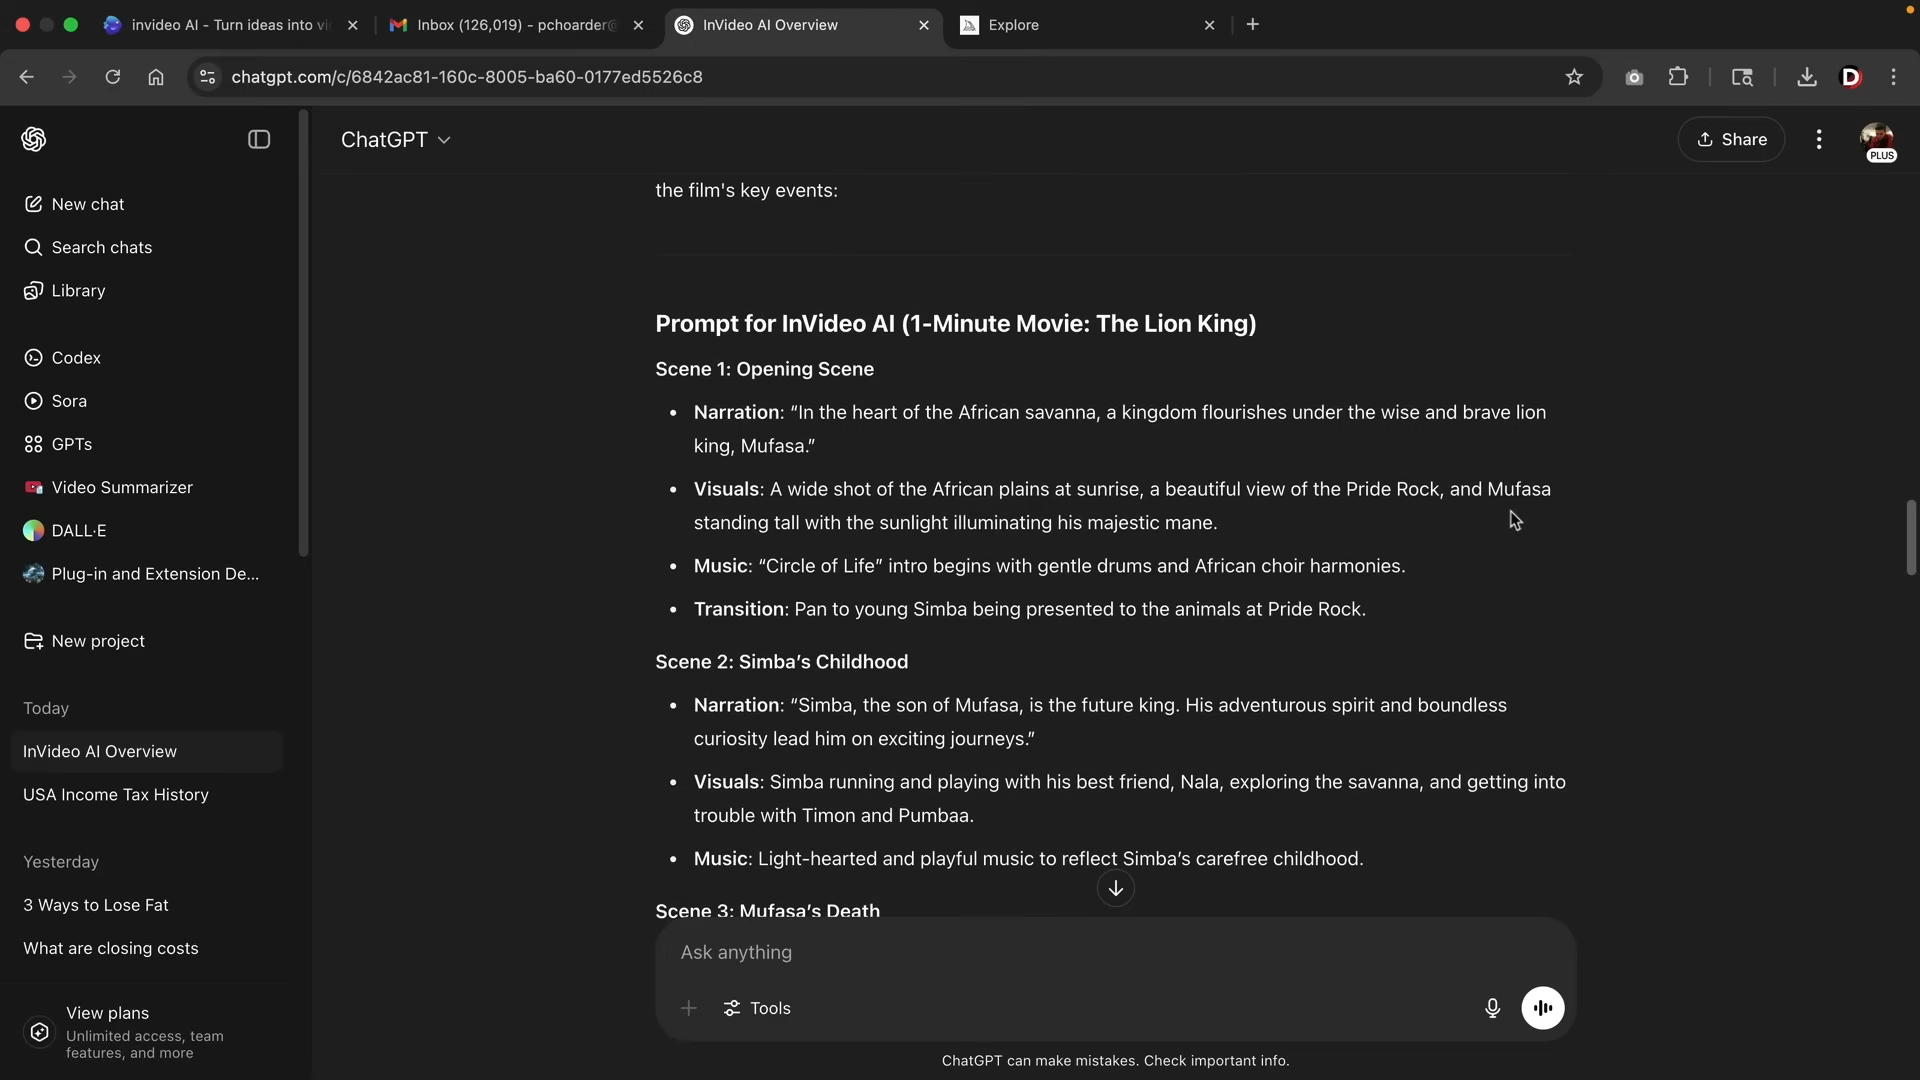 invideo AI - Turn ideas into vi
Inbox (126,019) - pchoarder@
InVideo AI Overview
Explore
chatgpt.com/c/6842ac81-160c-8005-ba60-0177ed5526c8
D
ChatGPT
Share
PLUS
New chat
Search chats
Library
Codex
Sora
GPTs
Video Summarizer
DALL·E
Plug-in and Extension De...
New project
Today
InVideo AI Overview
USA Income Tax History
Yesterday
3 Ways to Lose Fat
What are closing costs
View plans
Unlimited access, team
features, and more
the film's key events:
Prompt for InVideo AI (1-Minute Movie: The Lion King)
Scene 1: Opening Scene
• Narration: “In the heart of the African savanna, a kingdom flourishes under the wise and brave lion
king, Mufasa.”
• Visuals: A wide shot of the African plains at sunrise, a beautiful view of the Pride Rock, and Mufasa
standing tall with the sunlight illuminating his majestic mane.
• Music: “Circle of Life” intro begins with gentle drums and African choir harmonies.
• Transition: Pan to young Simba being presented to the animals at Pride Rock.
Scene 2: Simba’s Childhood
• Narration: “Simba, the son of Mufasa, is the future king. His adventurous spirit and boundless
curiosity lead him on exciting journeys.”
• Visuals: Simba running and playing with his best friend, Nala, exploring the savanna, and getting into
trouble with Timon and Pumbaa.
• Music: Light-hearted and playful music to reflect Simba’s carefree childhood.
Scene 3: Mufasa’s Death
Ask anything
Tools
ChatGPT can make mistakes. Check important info.